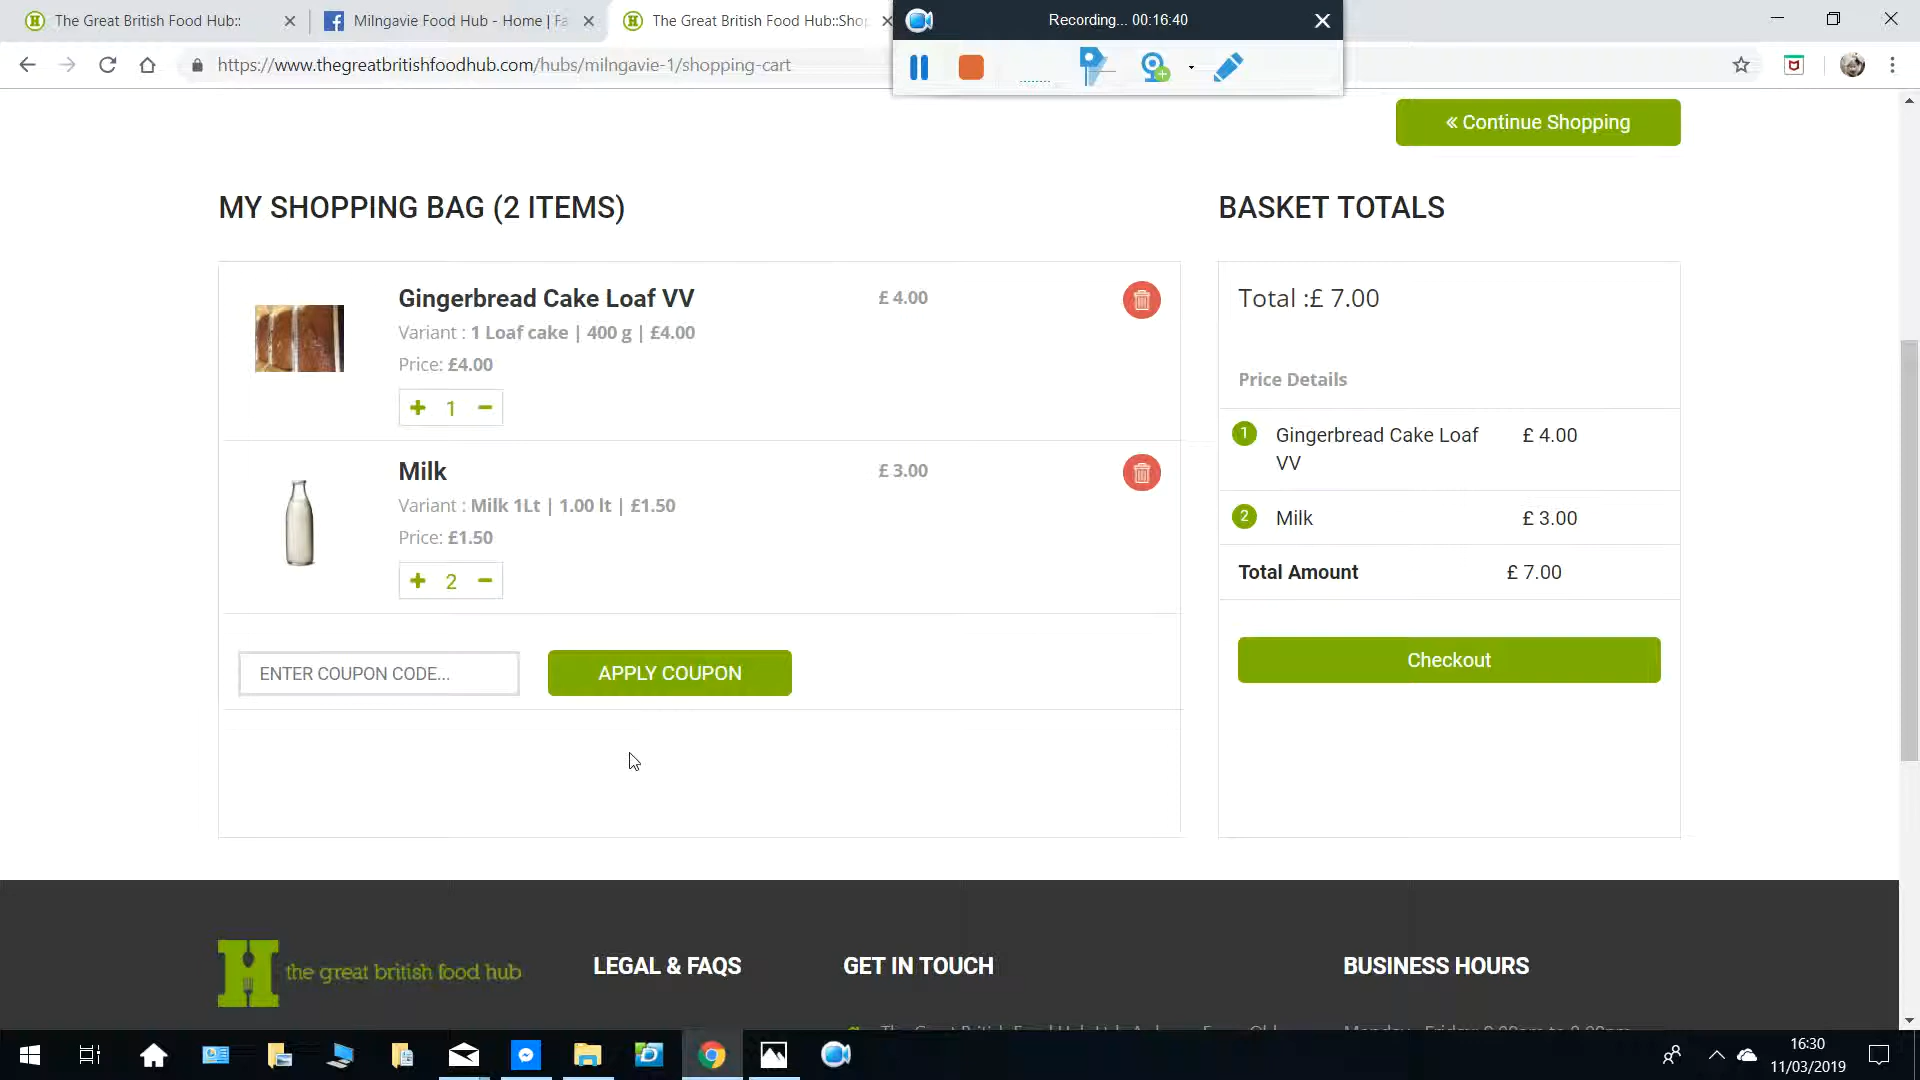 The Great British Food Hub::
Milngavie Food Hub - Home | Fa
The Great British Food Hub::Shop
Recording... 00:16:40
https://www.thegreatbritishfoodhub.com/hubs/milngavie-1/shopping-cart
« Continue Shopping
MY SHOPPING BAG (2 ITEMS)
BASKET TOTALS
Gingerbread Cake Loaf VV
£ 4.00
Variant : 1 Loaf cake | 400 g | £4.00
Price: £4.00
+ 1 −
Milk
£ 3.00
Variant : Milk 1Lt | 1.00 lt | £1.50
Price: £1.50
+ 2 −
ENTER COUPON CODE...
APPLY COUPON
Total :£ 7.00
Price Details
1 Gingerbread Cake Loaf £ 4.00
VV
2 Milk £ 3.00
Total Amount £ 7.00
Checkout
the great british food hub
LEGAL & FAQS
GET IN TOUCH
BUSINESS HOURS
16:30
11/03/2019